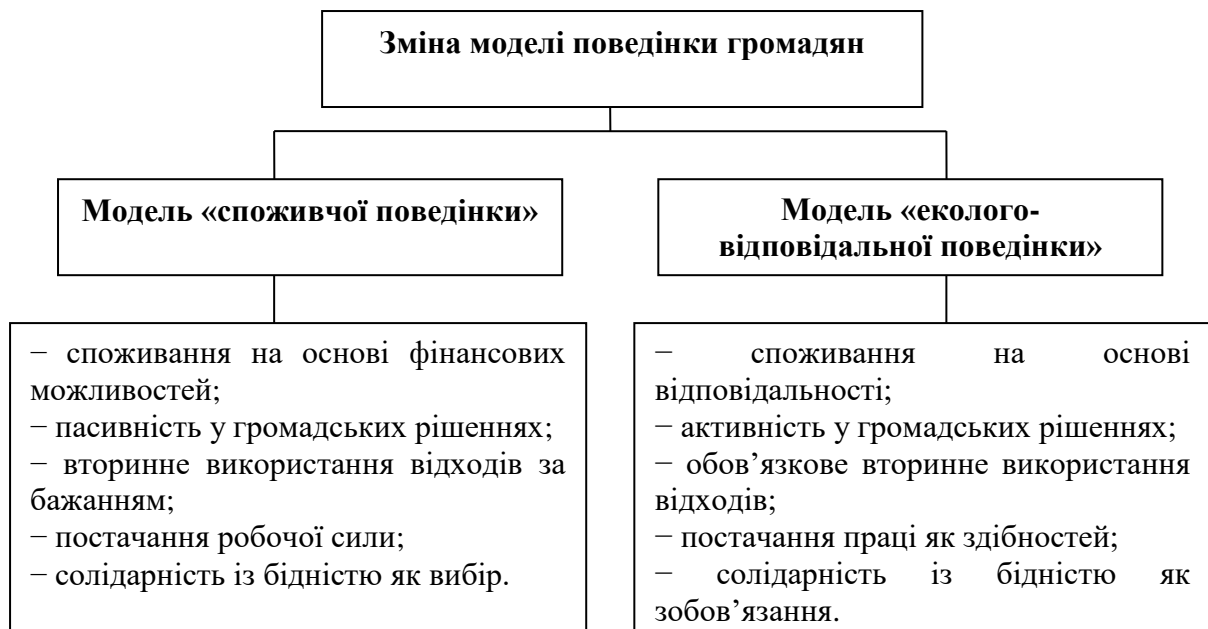 Зміна моделі поведінки громадян
Модель «споживчої поведінки»
− споживання на основі фінансових
можливостей;
− пасивність у громадських рішеннях;
− вторинне використання відходів за
бажанням;
− постачання робочої сили;
− солідарність із бідністю як вибір.
Модель «еколого-
відповідальної поведінки»
− споживання на основі
відповідальності;
− активність у громадських рішеннях;
− обов’язкове вторинне використання
відходів;
− постачання праці як здібностей;
− солідарність із бідністю як
зобов’язання.